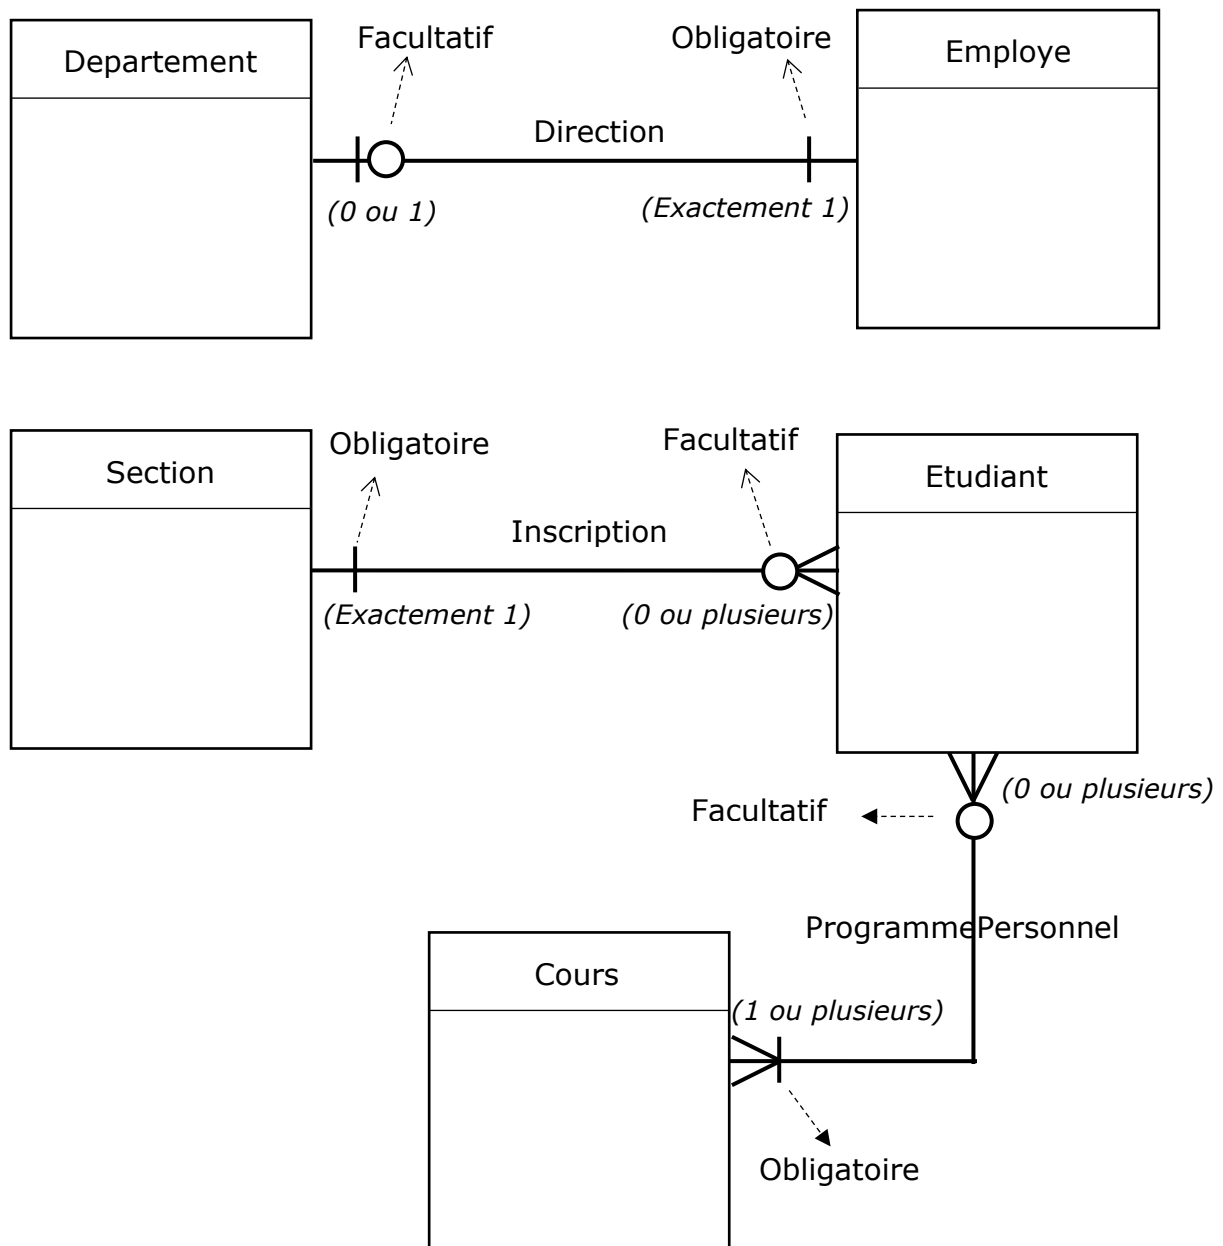 Departement
Facultatif
Obligatoire
Employe
Direction
(0 ou 1)
(Exactement 1)
Section
Obligatoire
Facultatif
Etudiant
Inscription
(Exactement 1)
(0 ou plusieurs)
(0 ou plusieurs)
Facultatif
ProgrammePersonnel
Cours
(1 ou plusieurs)
Obligatoire